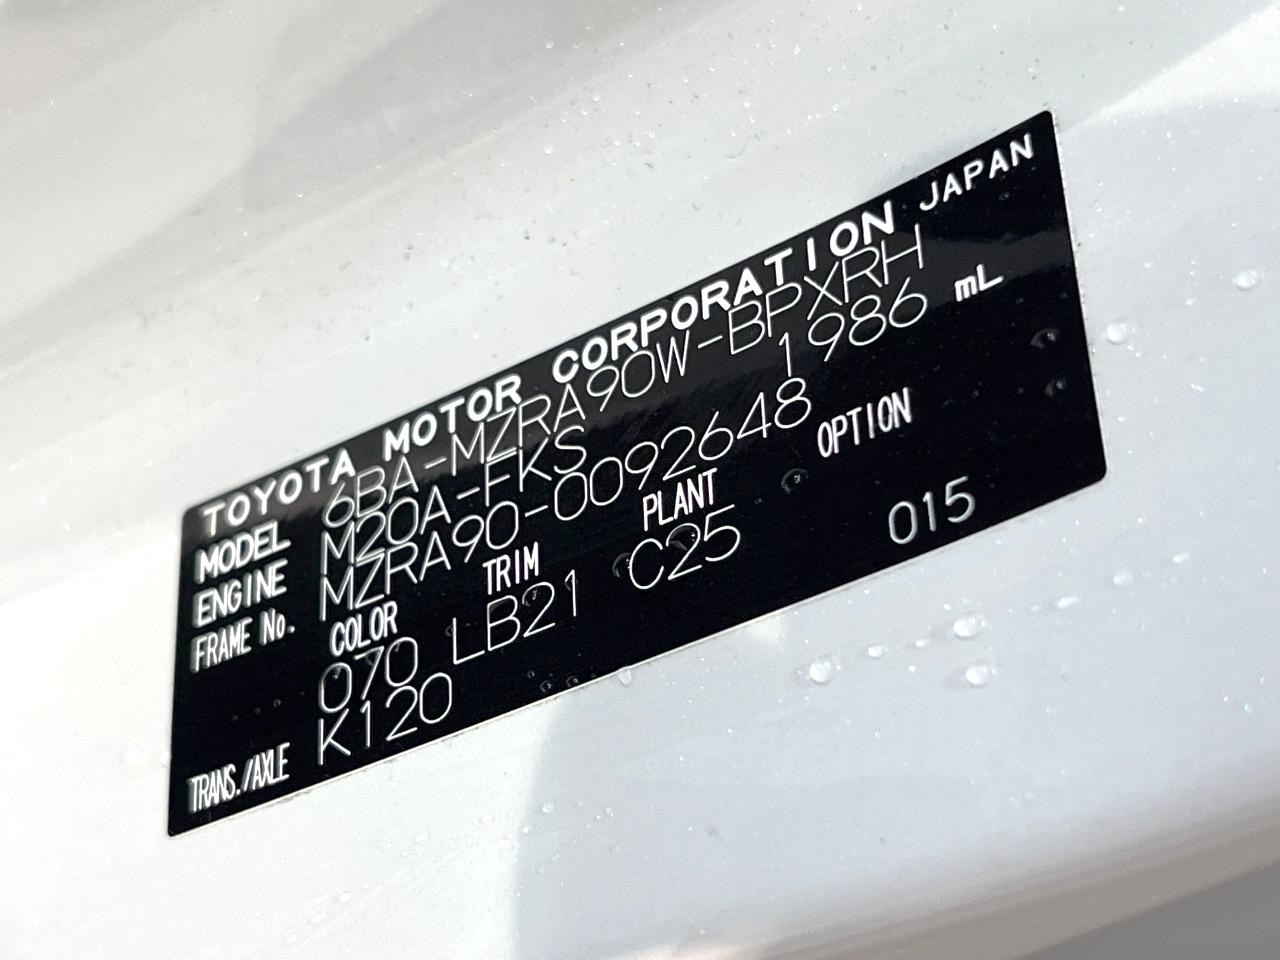 TOYOTA MOTOR CORPORATION JAPAN
MODEL 6BA-MZRA90W-BPXRH
ENGINE M20A-FKS 1986 mL
FRAME No. MZRA90-0092648
COLOR TRIM PLANT OPTION
070 LB21 C25 015
TRANS./AXLE K120